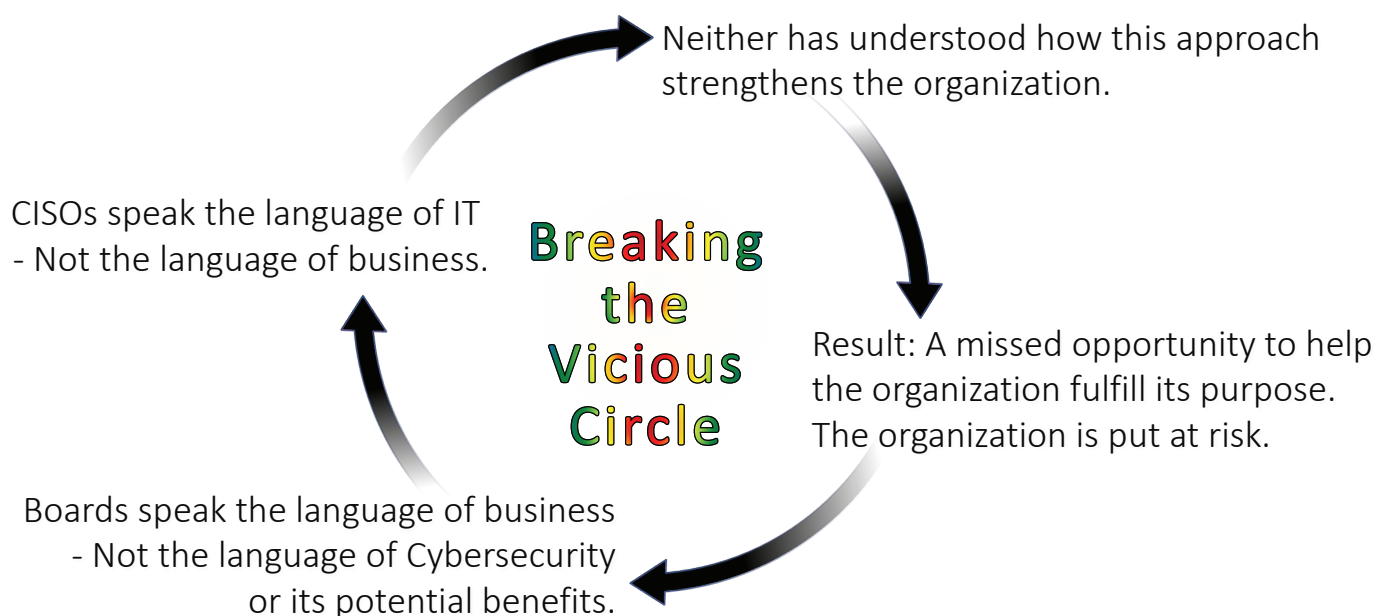 Neither has understood how this approach
strengthens the organization.
CISOs speak the language of IT
- Not the language of business.
Breaking
the
Vicious
Circle
Result: A missed opportunity to help
the organization fulfill its purpose.
The organization is put at risk.
Boards speak the language of business
- Not the language of Cybersecurity
or its potential benefits.